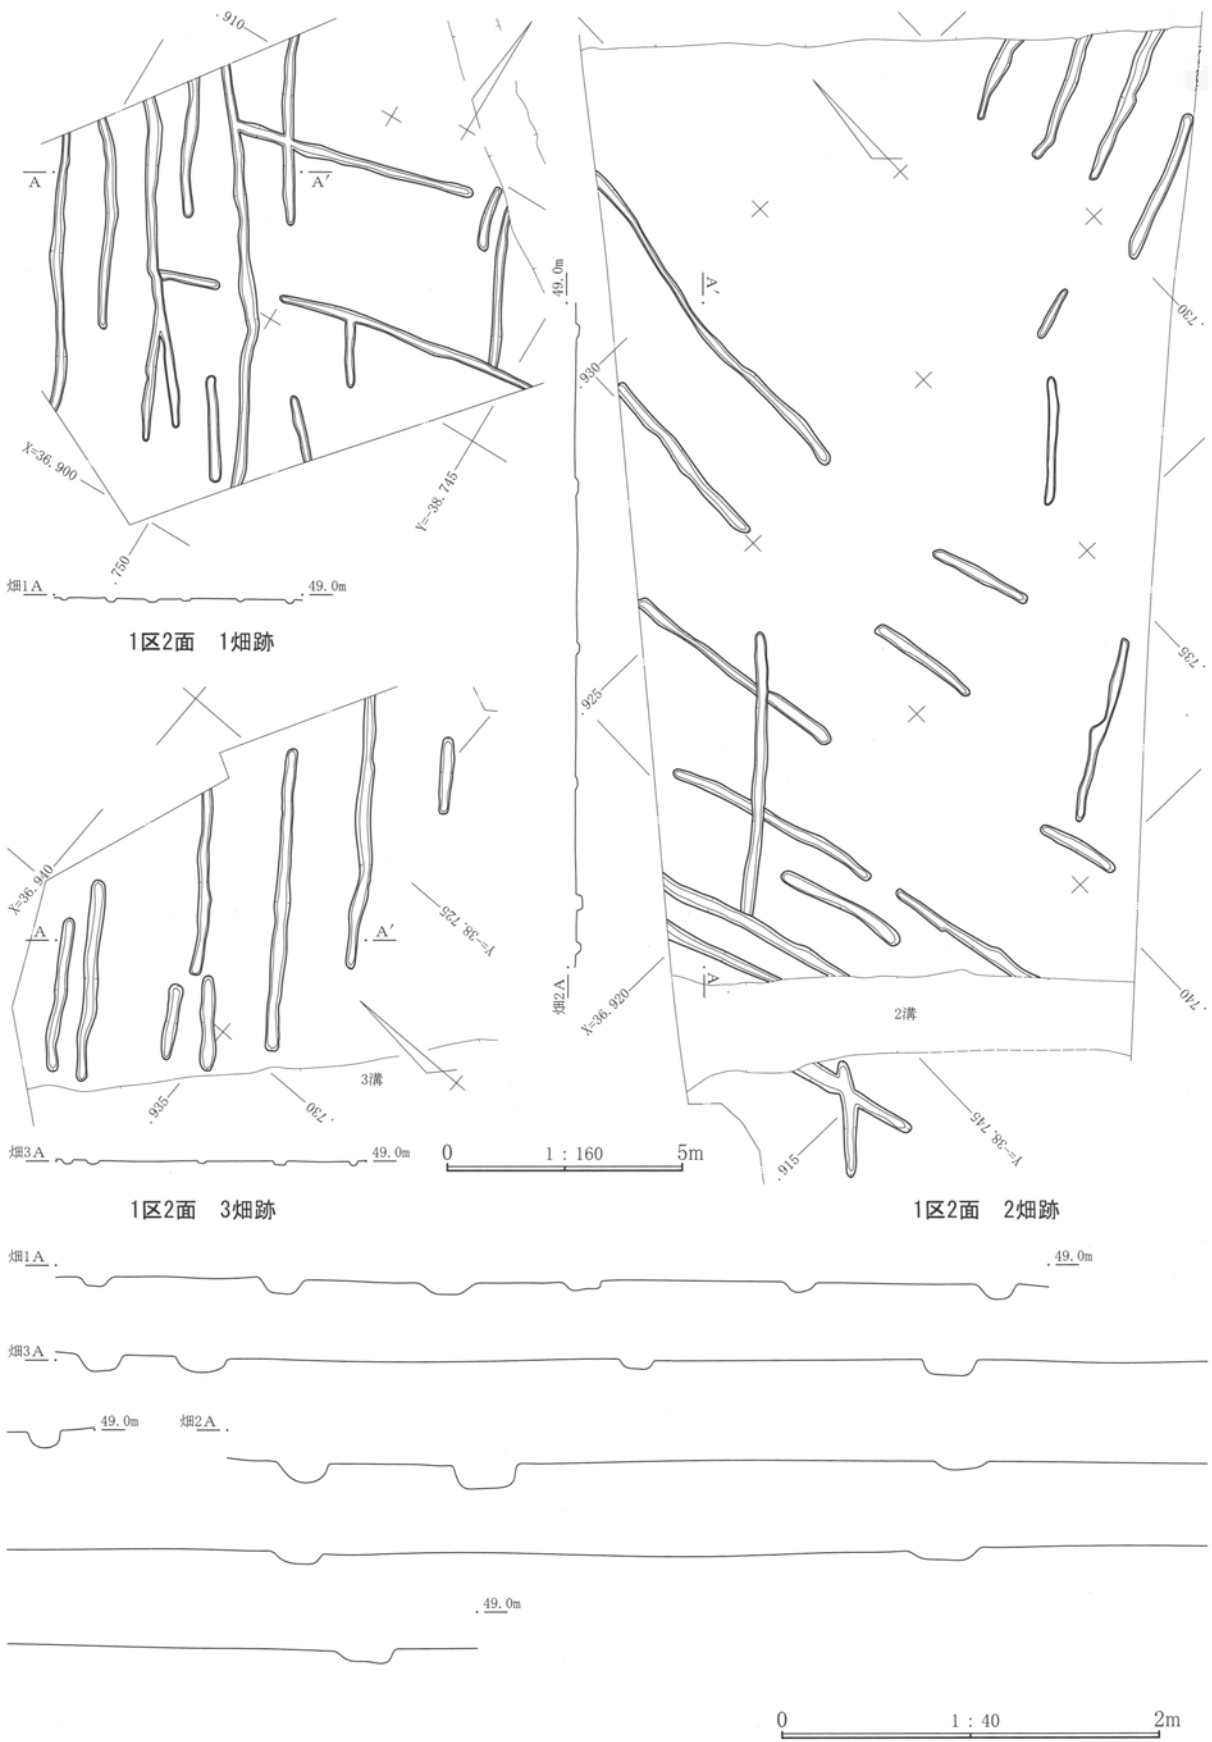 .910
A
A′
X=36.900
.750
Y=-38.745
畑1A
49.0m
1区2面　1畑跡
49.0m
畑2A
A′
.930
.925
X=36.920
A
.730
.735
.740
2溝
.915
Y=-38.745
1区2面　2畑跡
X=36.940
A
A′
Y=-38.725
3溝
.935
.730
畑3A
49.0m
1区2面　3畑跡
0　1：160　5m
畑1A
49.0m
畑3A
49.0m
畑2A
49.0m
0　1：40　2m